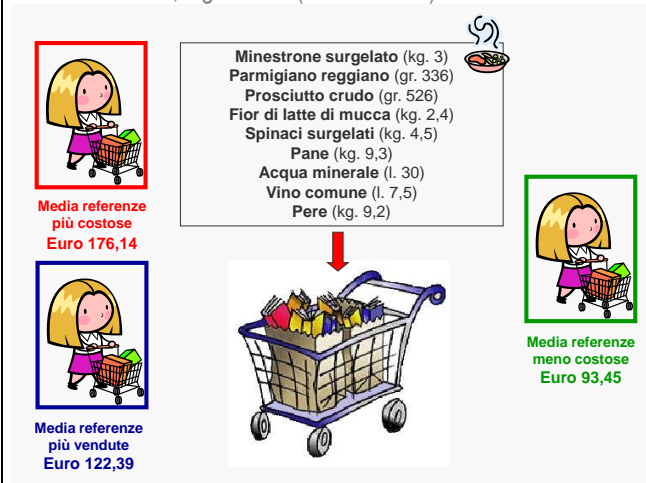 Minestrone surgelato (kg. 3)
Parmigiano reggiano (gr. 336)
Prosciutto crudo (gr. 526)
Fior di latte di mucca (kg. 2,4)
Spinaci surgelati (kg. 4,5)
Pane (kg. 9,3)
Acqua minerale (l. 30)
Vino comune (l. 7,5)
Pere (kg. 9,2)
Media referenze
più costose
Euro 176,14
Media referenze
più vendute
Euro 122,39
Media referenze
meno costose
Euro 93,45